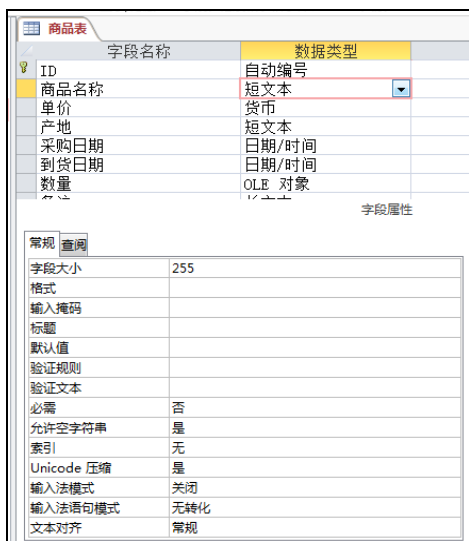 商品表
字段名称 数据类型
ID 自动编号
商品名称 短文本
单价 货币
产地 短文本
采购日期 日期/时间
到货日期 日期/时间
数量 OLE 对象
字段属性
常规 查阅
字段大小 255
格式
输入掩码
标题
默认值
验证规则
验证文本
必需 否
允许空字符串 是
索引 无
Unicode 压缩 是
输入法模式 关闭
输入法语句模式 无转化
文本对齐 常规